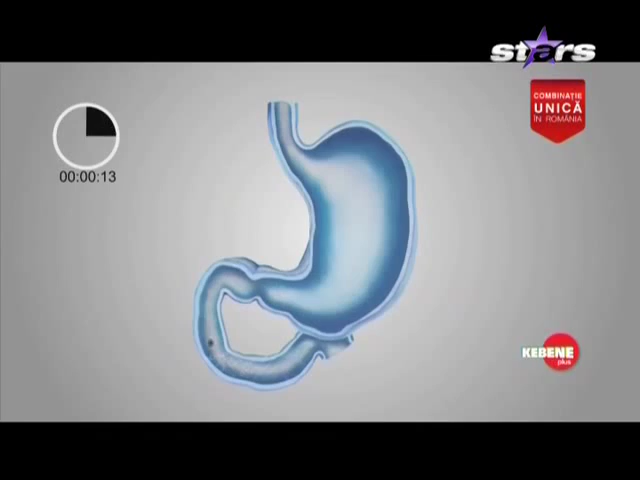 stars
COMBINAȚIE
UNICĂ
ÎN ROMÂNIA
00:00:13
KEBENE
plus